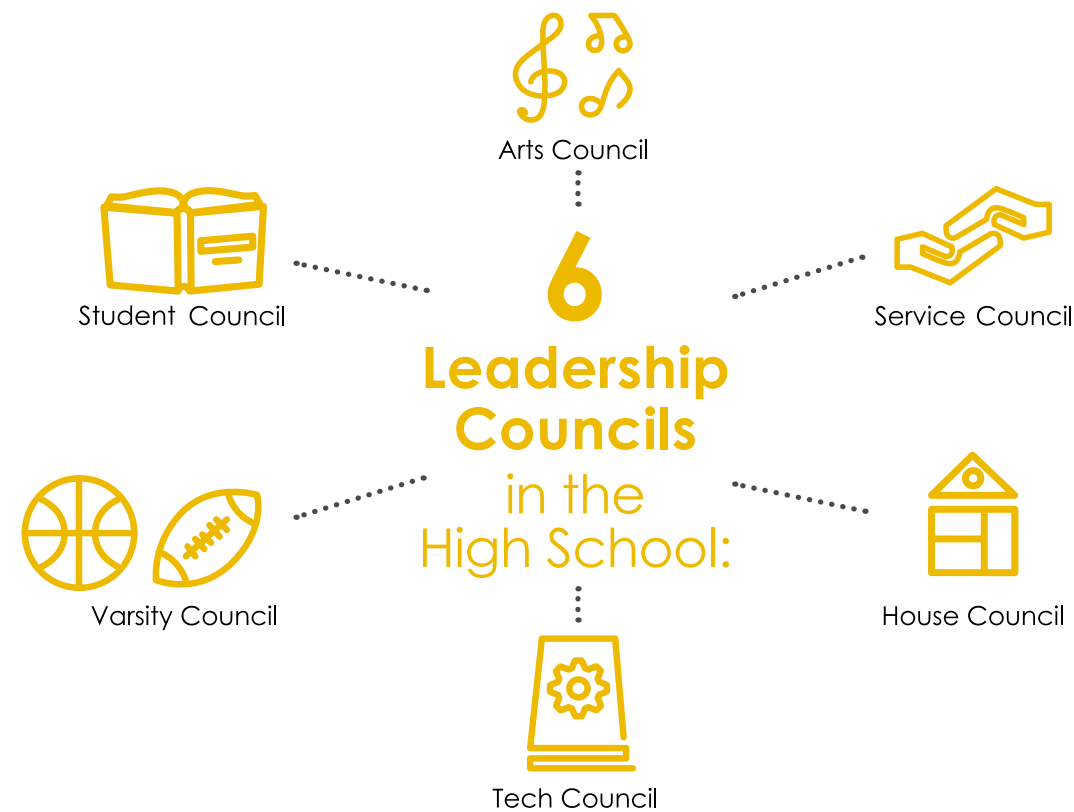 Arts Council
Student Council
Service Council
6
Leadership
Councils
in the
High School:
Varsity Council
House Council
Tech Council